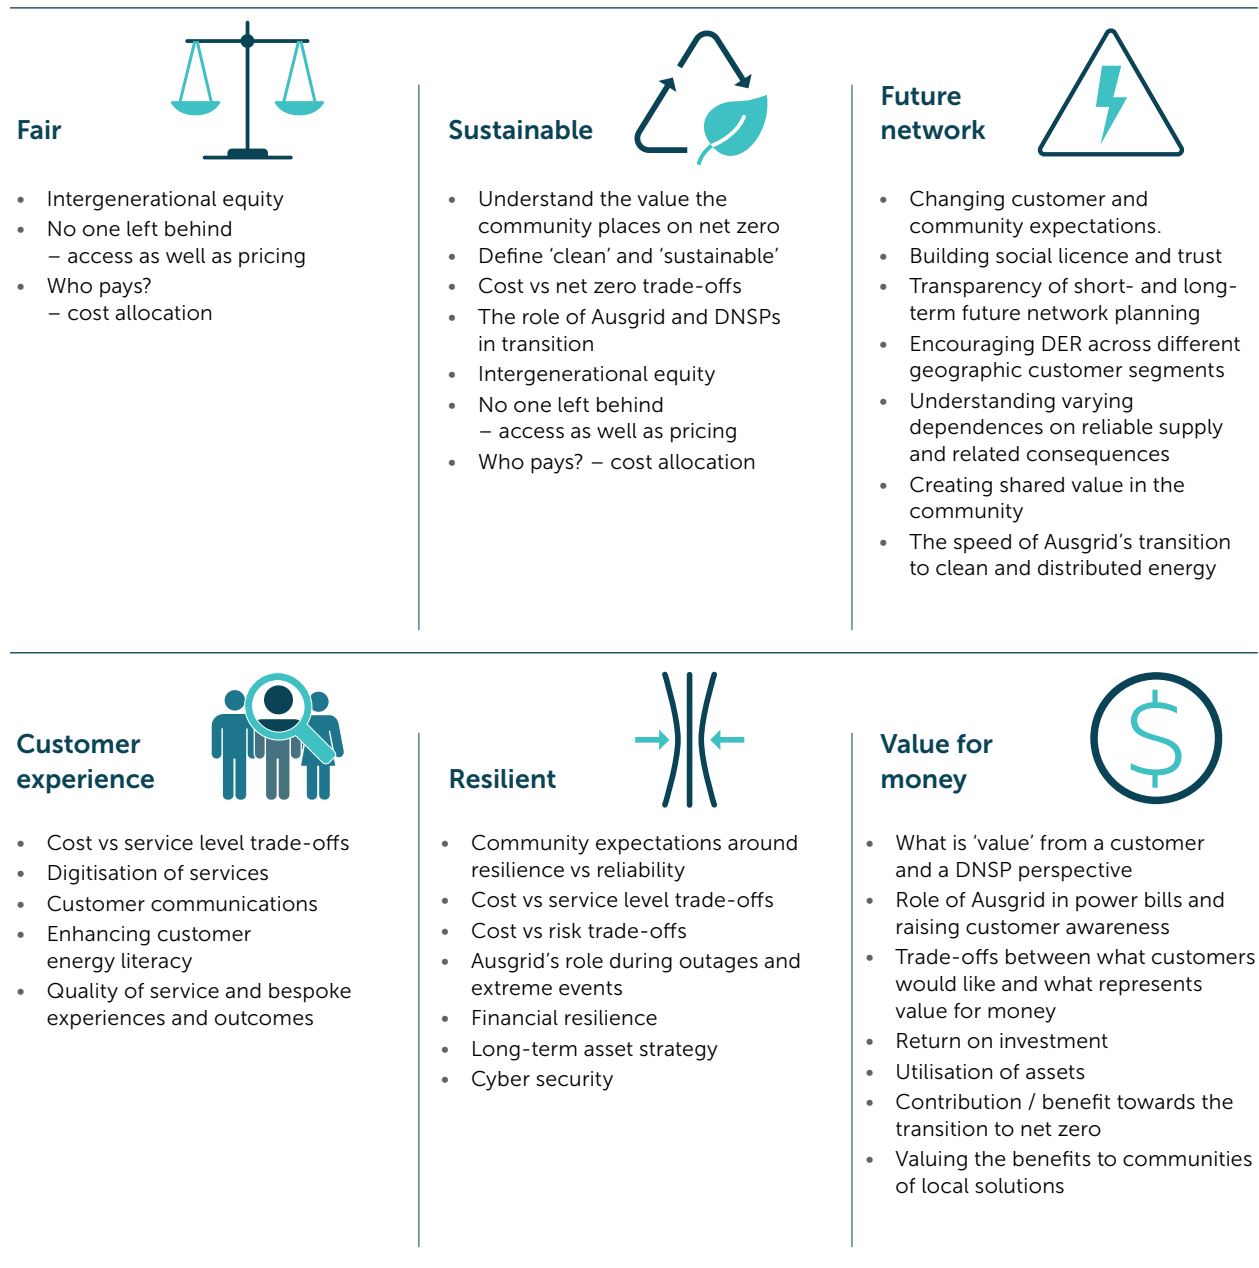 Fair
• Intergenerational equity
• No one left behind
– access as well as pricing
• Who pays?
– cost allocation
Sustainable
• Understand the value the
community places on net zero
• Define ‘clean’ and ‘sustainable’
• Cost vs net zero trade-offs
• The role of Ausgrid and DNSPs
in transition
• Intergenerational equity
• No one left behind
– access as well as pricing
• Who pays? – cost allocation
Future
network
• Changing customer and
community expectations.
• Building social licence and trust
• Transparency of short- and long-
term future network planning
• Encouraging DER across different
geographic customer segments
• Understanding varying
dependences on reliable supply
and related consequences
• Creating shared value in the
community
• The speed of Ausgrid’s transition
to clean and distributed energy
Customer
experience
• Cost vs service level trade-offs
• Digitisation of services
• Customer communications
• Enhancing customer
energy literacy
• Quality of service and bespoke
experiences and outcomes
Resilient
• Community expectations around
resilience vs reliability
• Cost vs service level trade-offs
• Cost vs risk trade-offs
• Ausgrid’s role during outages and
extreme events
• Financial resilience
• Long-term asset strategy
• Cyber security
Value for
money
$
• What is ‘value’ from a customer
and a DNSP perspective
• Role of Ausgrid in power bills and
raising customer awareness
• Trade-offs between what customers
would like and what represents
value for money
• Return on investment
• Utilisation of assets
• Contribution / benefit towards the
transition to net zero
• Valuing the benefits to communities
of local solutions